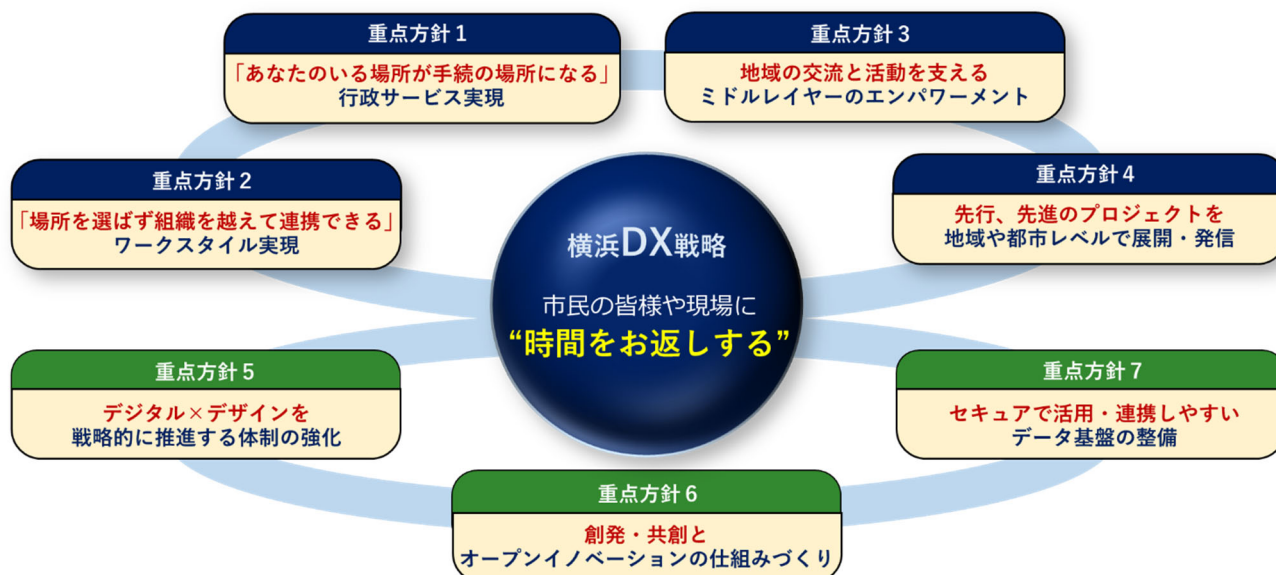 重点方針1
「あなたのいる場所が手続の場所になる」
行政サービス実現
重点方針3
地域の交流と活動を支える
ミドルレイヤーのエンパワーメント
重点方針2
「場所を選ばず組織を越えて連携できる」
ワークスタイル実現
重点方針4
先行、先進のプロジェクトを
地域や都市レベルで展開・発信
横浜DX戦略
市民の皆様や現場に
“時間をお返しする”
重点方針5
デジタル×デザインを
戦略的に推進する体制の強化
重点方針7
セキュアで活用・連携しやすい
データ基盤の整備
重点方針6
創発・共創と
オープンイノベーションの仕組みづくり